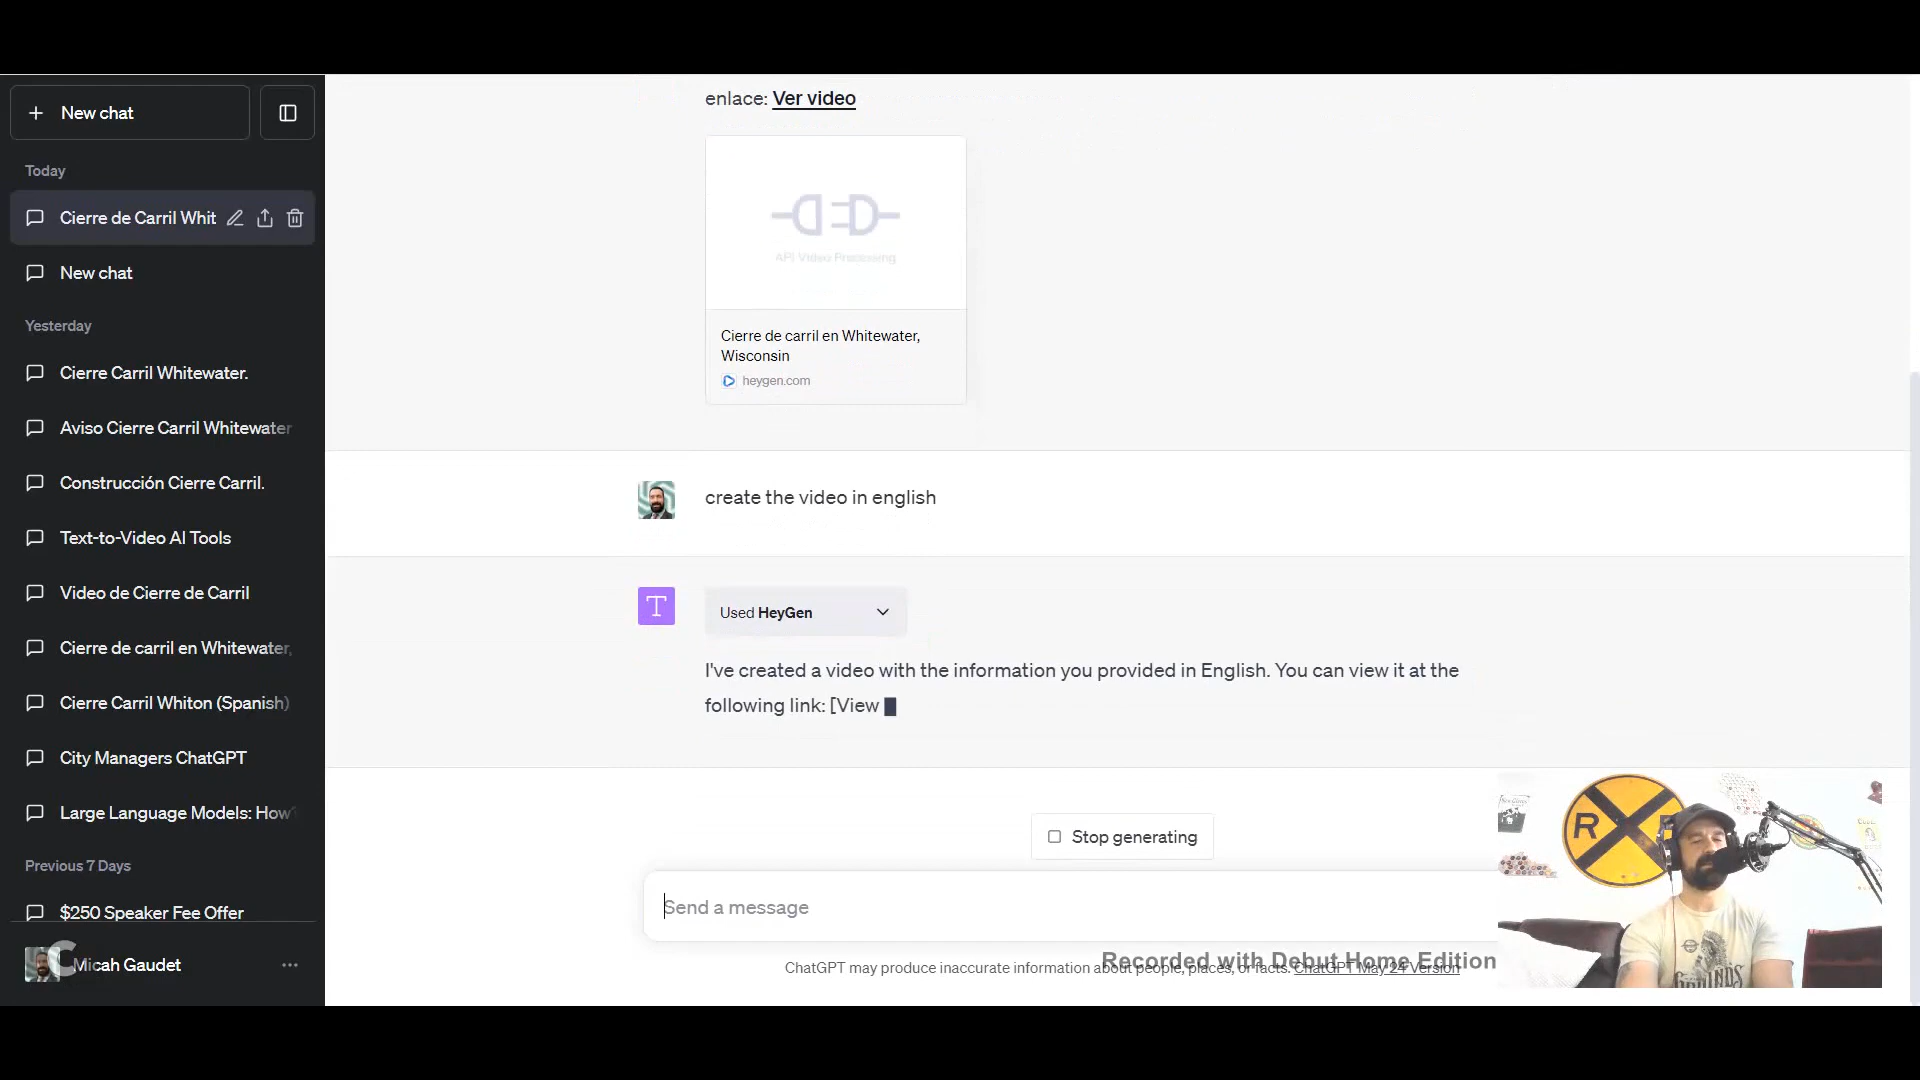 New chat
Today
Cierre de Carril Whit
New chat
Yesterday
Cierre Carril Whitewater.
Aviso Cierre Carril Whitewater
Construcción Cierre Carril.
Text-to-Video AI Tools
Video de Cierre de Carril
Cierre de carril en Whitewater,
Cierre Carril Whiton (Spanish)
City Managers ChatGPT
Large Language Models: How
Previous 7 Days
$250 Speaker Fee Offer
Micah Gaudet
enlace: Ver video
API Video Processing
Cierre de carril en Whitewater,
Wisconsin
heygen.com
create the video in english
T
Used HeyGen
I've created a video with the information you provided in English. You can view it at the
following link: [View
Stop generating
Send a message
ChatGPT may produce inaccurate information about people, places, or facts. ChatGPT May 24 Version
Recorded with Debut Home Edition
R